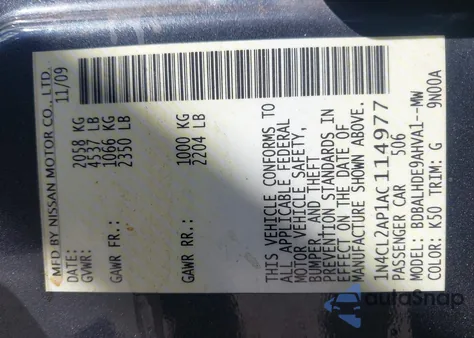 MFD BY NISSAN MOTOR CO., LTD.
11/09
GVWR: 2058 KG
4537 LB
GAWR FR.: 1066 KG
2350 LB
GAWR RR.: 1000 KG
2204 LB
THIS VEHICLE CONFORMS TO
ALL APPLICABLE FEDERAL
MOTOR VEHICLE SAFETY,
BUMPER, AND THEFT
PREVENTION STANDARDS IN
EFFECT ON THE DATE OF
MANUFACTURE SHOWN ABOVE.
1N4CL2AP1AC114977
PASSENGER CAR 506
MODEL: BDBALHDE9AHVA1--MW
COLOR: K50 TRIM: G 9N00A
autoSnap